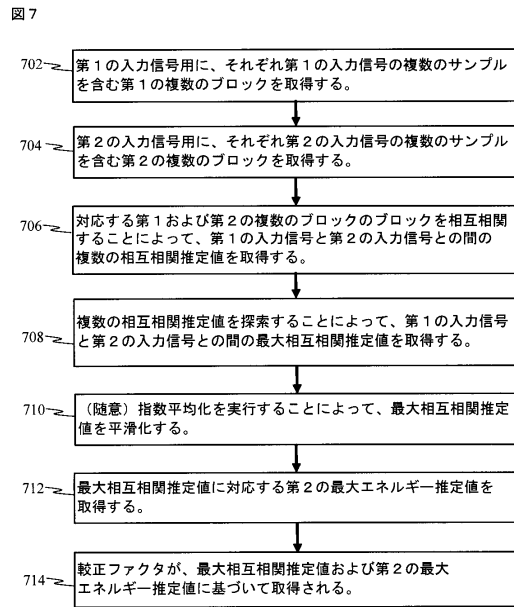 図7
702
第1の入力信号用に、それぞれ第1の入力信号の複数のサンプル
を含む第1の複数のブロックを取得する。
704
第2の入力信号用に、それぞれ第2の入力信号の複数のサンプル
を含む第2の複数のブロックを取得する。
706
対応する第1および第2の複数のブロックのブロックを相互相関
することによって、第1の入力信号と第2の入力信号との間の
複数の相互相関推定値を取得する。
708
複数の相互相関推定値を探索することによって、第1の入力信号
と第2の入力信号との間の最大相互相関推定値を取得する。
710
（随意）指数平均化を実行することによって、最大相互相関推定
値を平滑化する。
712
最大相互相関推定値に対応する第2の最大エネルギー推定値を
取得する。
714
較正ファクタが、最大相互相関推定値および第2の最大
エネルギー推定値に基づいて取得される。